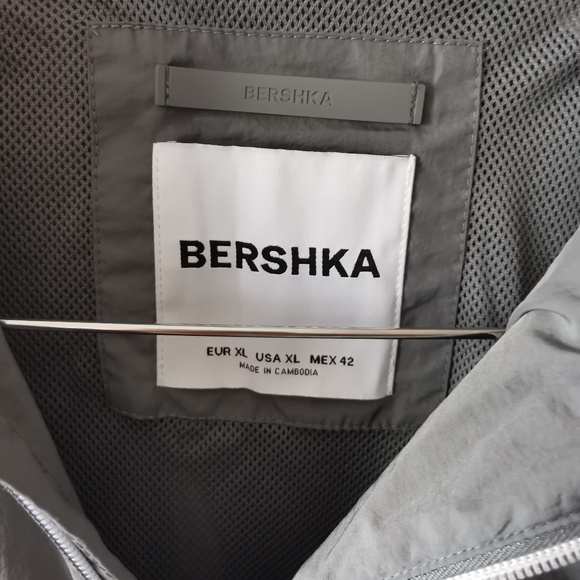 BERSHKA
BERSHKA
EUR XL USA XL MEX 42
MADE IN CAMBODIA